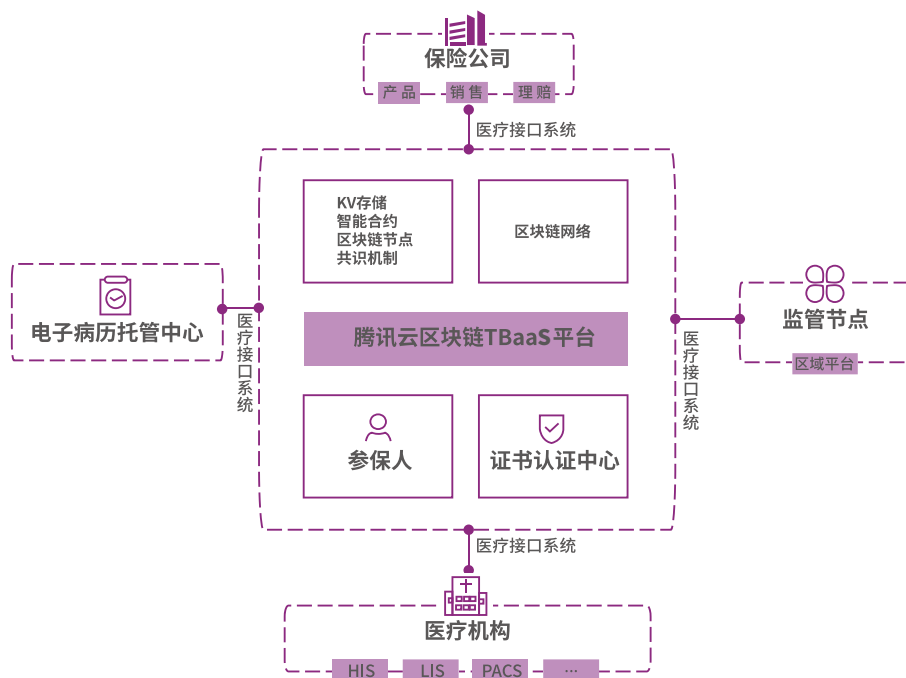 保险公司
产品
销售
理赔
医疗接口系统
KV存储
智能合约
区块链节点
共识机制
区块链网络
电子病历托管中心
医疗接口系统
腾讯云区块链TBaaS平台
监管节点
区域平台
医疗接口系统
参保人
证书认证中心
医疗接口系统
医疗机构
HIS
LIS
PACS
...